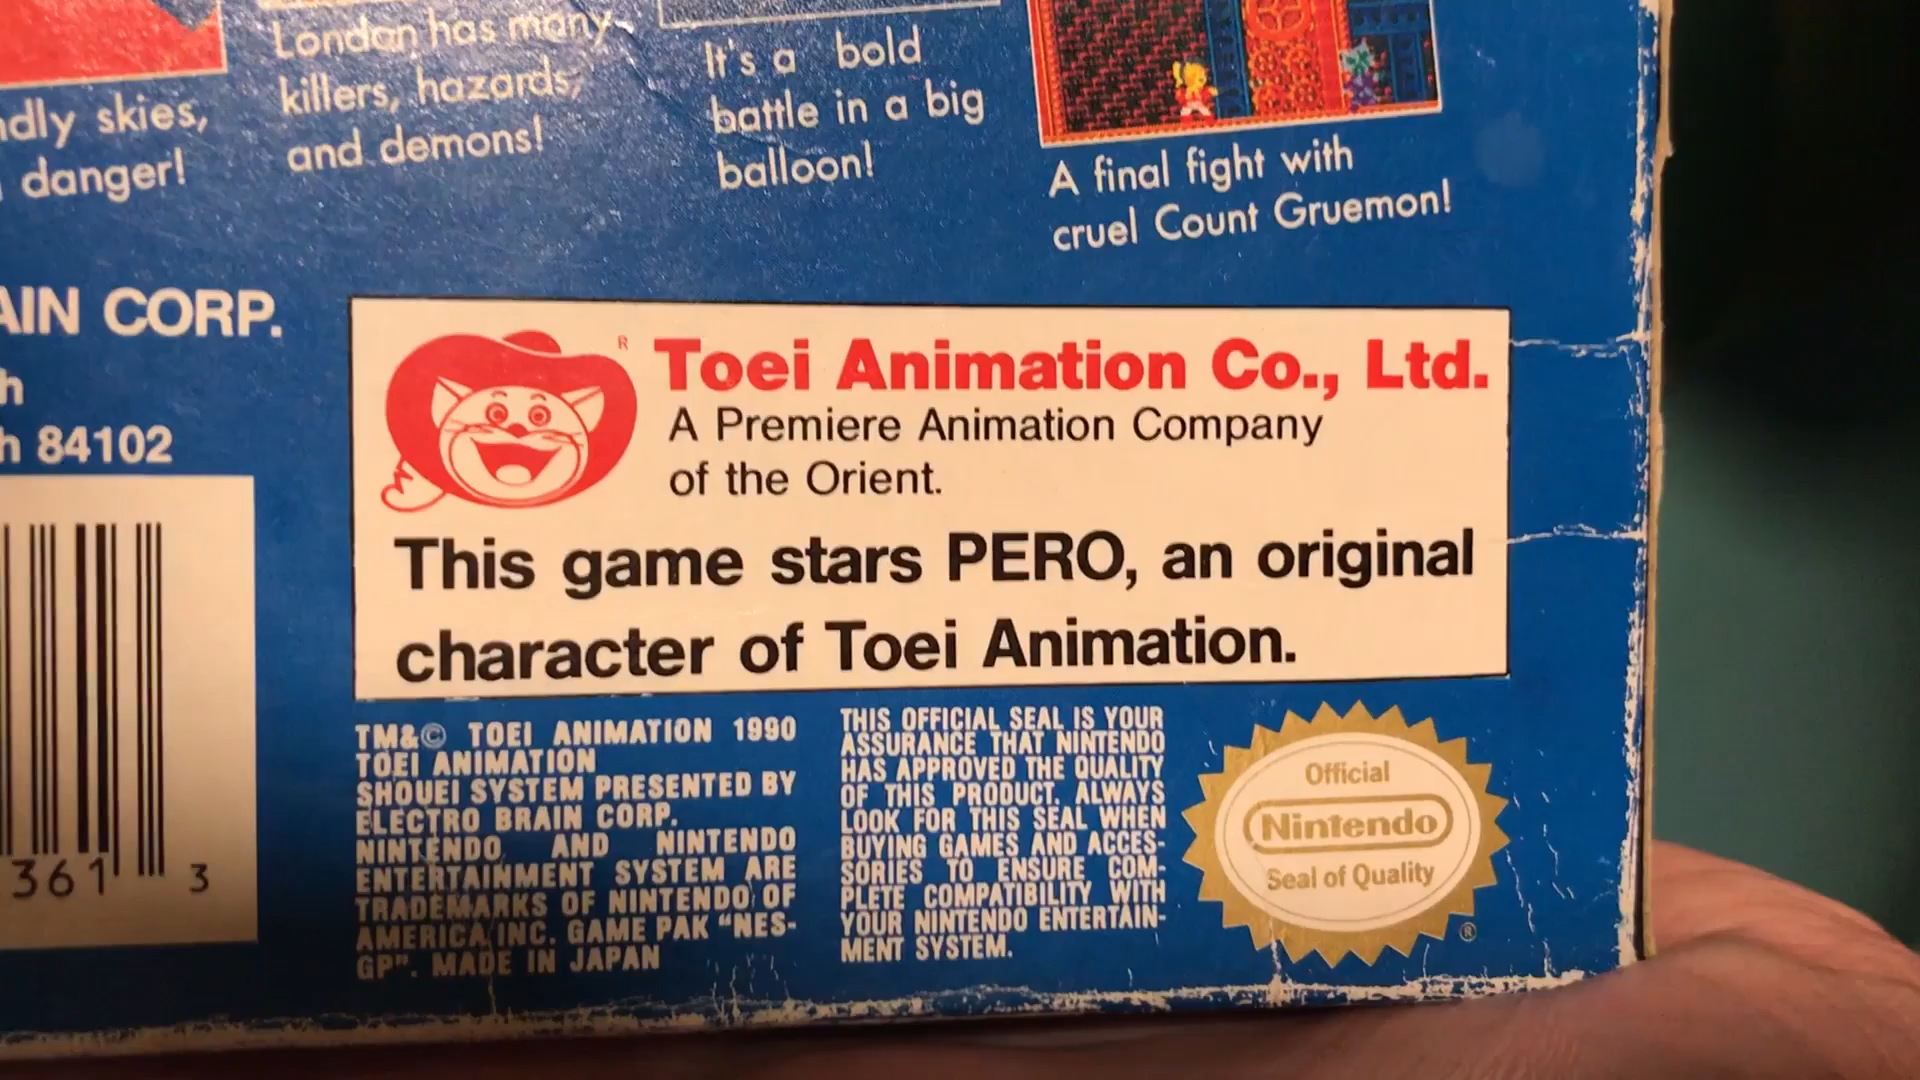 ndly skies,
danger!
London has many
killers, hazards,
and demons!
It's a bold
battle in a big
balloon!
A final fight with
cruel Count Gruemon!
AIN CORP.
h
h 84102
361 3
® Toei Animation Co., Ltd.
A Premiere Animation Company
of the Orient.
This game stars PERO, an original
character of Toei Animation.
TM&© TOEI ANIMATION 1990
TOEI ANIMATION
SHOUEI SYSTEM PRESENTED BY
ELECTRO BRAIN CORP.
NINTENDO AND NINTENDO
ENTERTAINMENT SYSTEM ARE
TRADEMARKS OF NINTENDO OF
AMERICA INC. GAME PAK "NES-
GP". MADE IN JAPAN
THIS OFFICIAL SEAL IS YOUR
ASSURANCE THAT NINTENDO
HAS APPROVED THE QUALITY
OF THIS PRODUCT. ALWAYS
LOOK FOR THIS SEAL WHEN
BUYING GAMES AND ACCES-
SORIES TO ENSURE COM-
PLETE COMPATIBILITY WITH
YOUR NINTENDO ENTERTAIN-
MENT SYSTEM.
Official
Nintendo
Seal of Quality
®